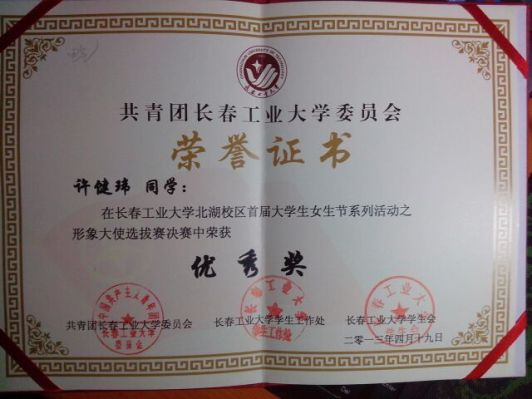 共青团长春工业大学委员会
荣誉证书
许健玮 同学：
在长春工业大学北湖校区首届大学生女生节系列活动之
形象大使选拔赛决赛中荣获
优秀奖
共青团长春工业大学委员会 长春工业大学学生工作处 长春工业大学学生会
二〇一三年四月十九日